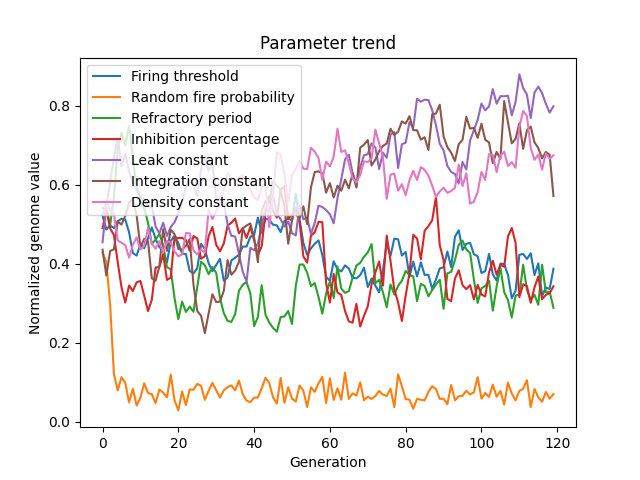 Parameter trend
Firing threshold
Random fire probability
Refractory period
Inhibition percentage
Leak constant
Integration constant
Density constant
Normalized genome value
0.8
0.6
0.4
0.2
0.0
0 20 40 60 80 100 120
Generation